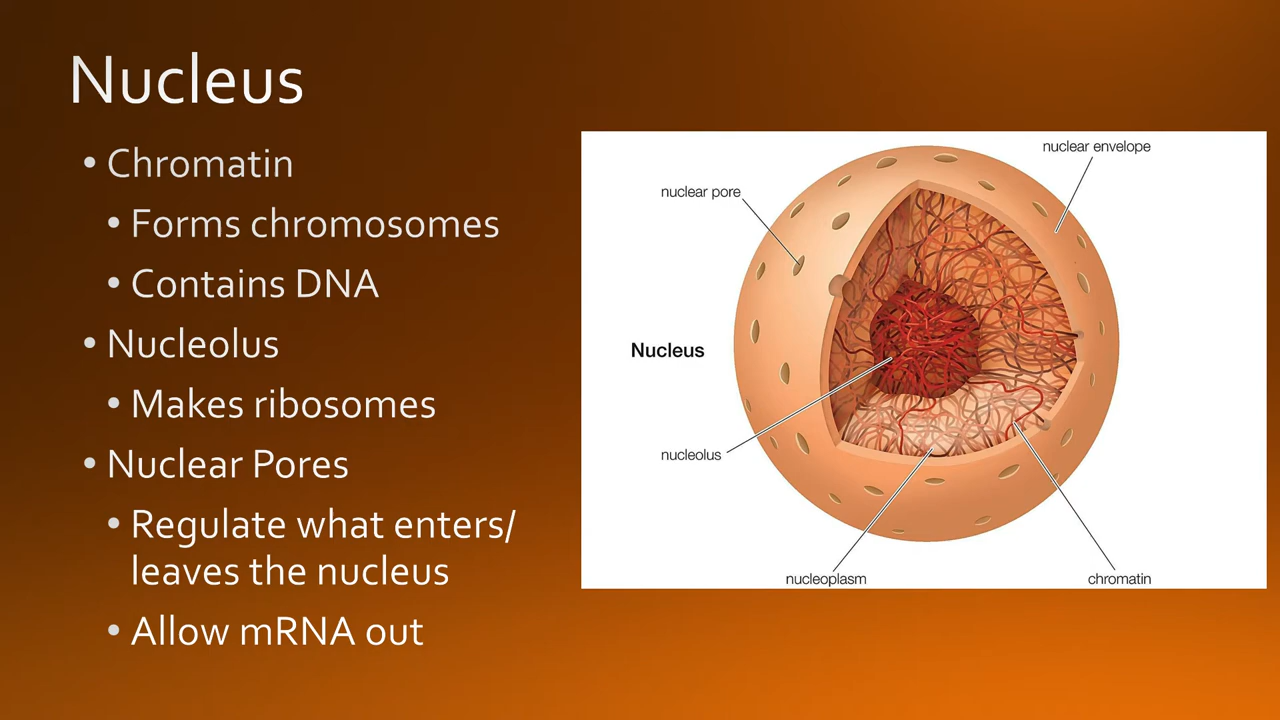 Nucleus
• Chromatin
• Forms chromosomes
• Contains DNA
• Nucleolus
• Makes ribosomes
• Nuclear Pores
• Regulate what enters/
leaves the nucleus
• Allow mRNA out
nuclear envelope
nuclear pore
Nucleus
nucleolus
nucleoplasm
chromatin